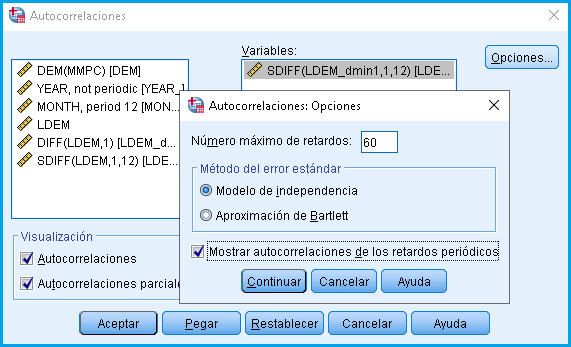 Autocorrelaciones
Variables:
DEM(MMPC) [DEM]
YEAR, not periodic [YEAR_]
MONTH, period 12 [MON...
LDEM
DIFF(LDEM,1) [LDEM_d...
SDIFF(LDEM,1,12) [LDE...
SDIFF(LDEM_dmin1,1,12) [LDE...
Opciones...
Autocorrelaciones: Opciones
Número máximo de retardos: 60
Método del error estándar
Modelo de independencia
Aproximación de Bartlett
Mostrar autocorrelaciones de los retardos periódicos
Continuar Cancelar Ayuda
Visualización
Autocorrelaciones
Autocorrelaciones parciale
Aceptar Pegar Restablecer Cancelar Ayuda